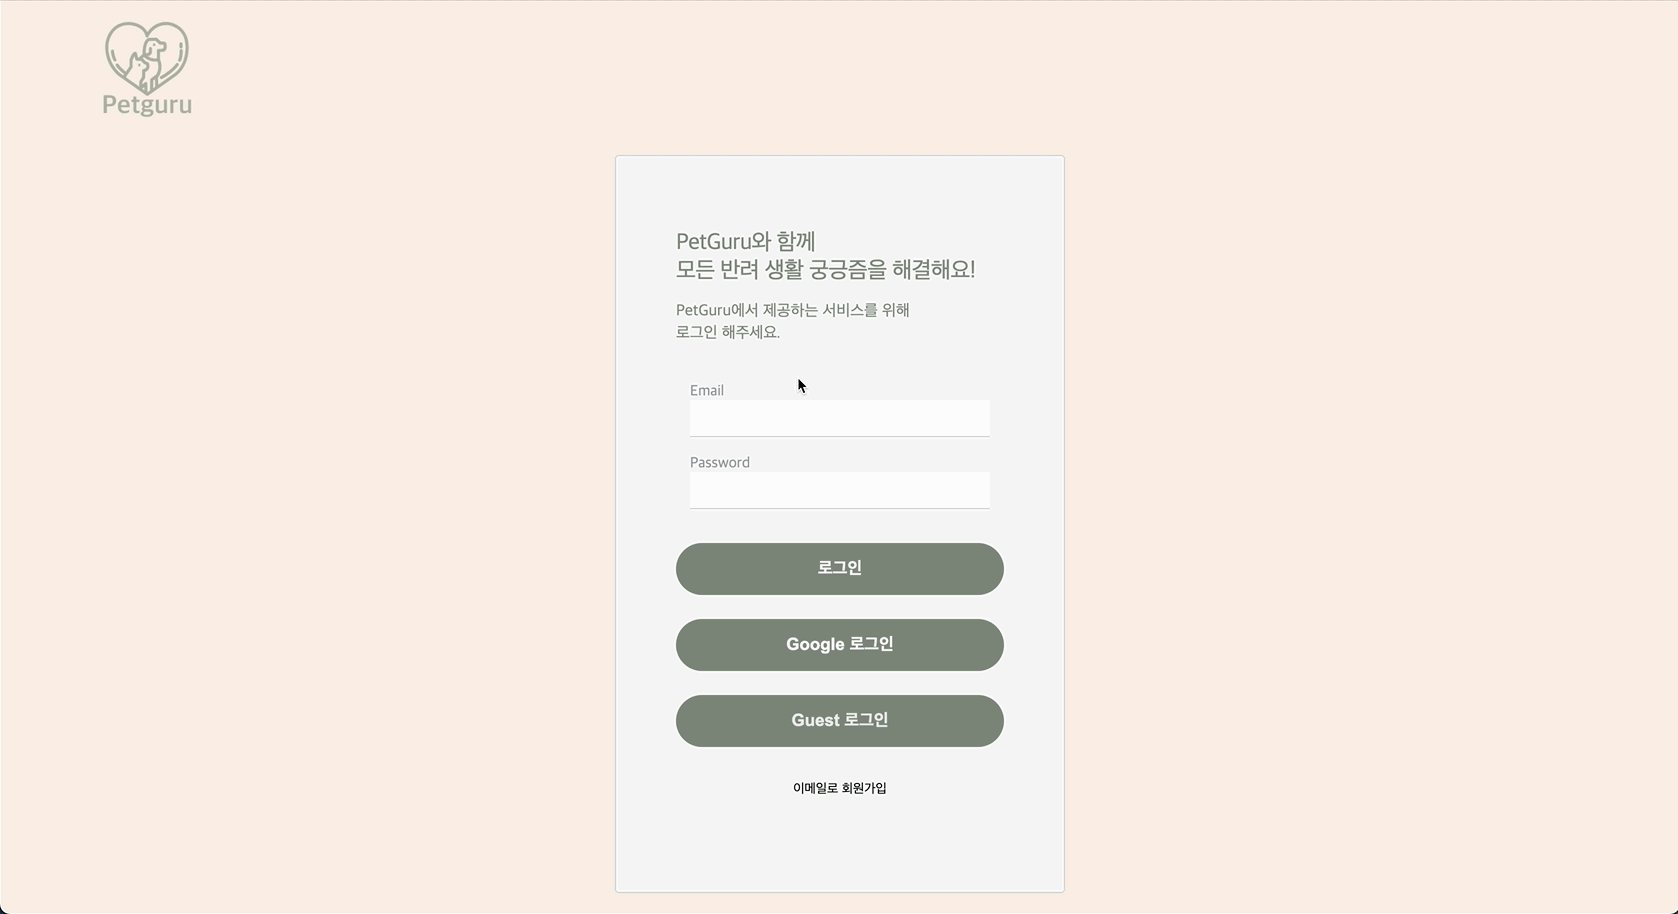 Petguru
PetGuru와 함께
모든 반려 생활 궁긍즘을 해결해요!
PetGuru에서 제공하는 서비스를 위해
로그인 해주세요.
Email
Password
로그인
Google 로그인
Guest 로그인
이메일로 회원가입